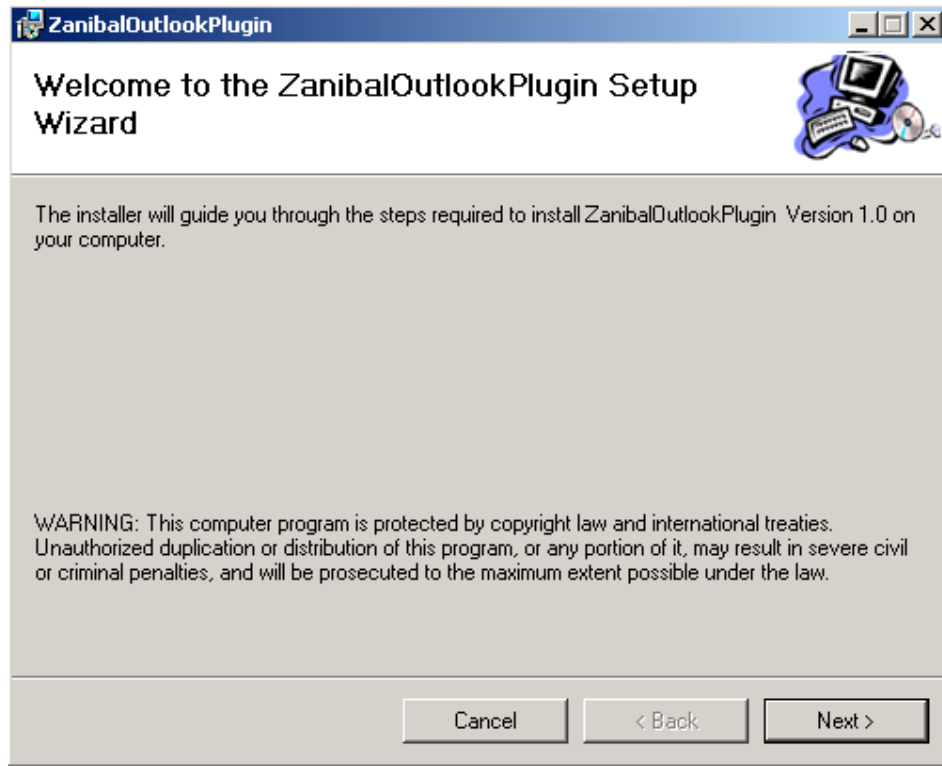 ZanibalOutlookPlugin
Welcome to the ZanibalOutlookPlugin Setup
Wizard
The installer will guide you through the steps required to install ZanibalOutlookPlugin Version 1.0 on
your computer.
WARNING: This computer program is protected by copyright law and international treaties.
Unauthorized duplication or distribution of this program, or any portion of it, may result in severe civil
or criminal penalties, and will be prosecuted to the maximum extent possible under the law.
Cancel < Back Next >